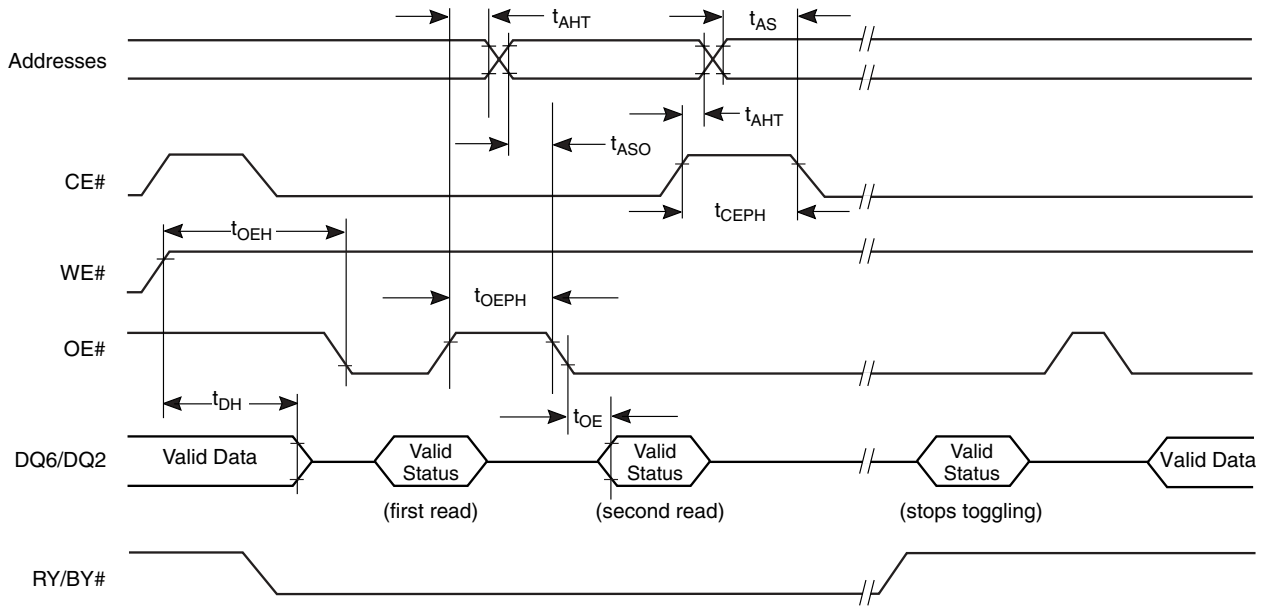 tAHT
tAS
Addresses
tAHT
tASO
CE#
tCEPH
tOEH
WE#
tOEPH
OE#
tDH
tOE
DQ6/DQ2
Valid Data
Valid
Status
Valid
Status
Valid
Status
Valid Data
(first read)
(second read)
(stops toggling)
RY/BY#